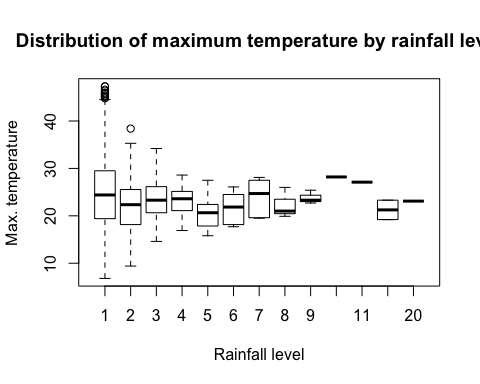 Distribution of maximum temperature by rainfall lev
Max. temperature
40
30
20
10
1 2 3 4 5 6 7 8 9 11 20
Rainfall level